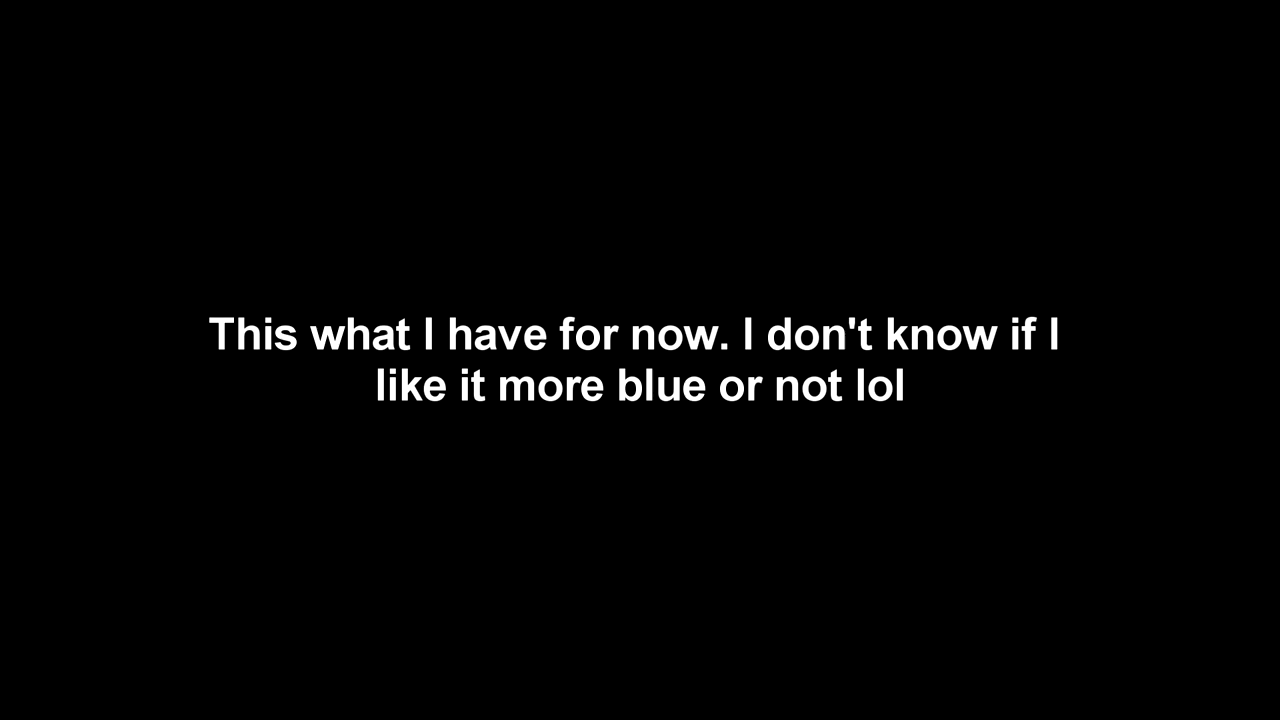 This what I have for now. I don't know if I
like it more blue or not lol